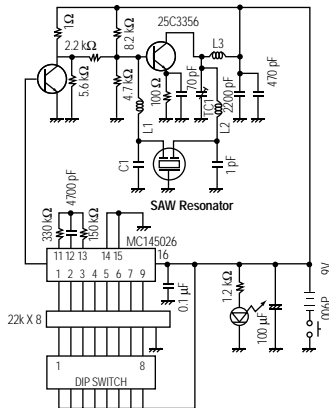 25C3356
1Ω
2.2 kΩ
5.6 kΩ
8.2 kΩ
4.7 kΩ
100 Ω
70 pF
TC1
L3
2200 pF
470 pF
L1
L2
C1
1 pF
SAW Resonator
330 kΩ
4700 pF
150 kΩ
MC145026
11 12 13 14 15 16
1 2 3 4 5 6 7 9
0.1 µF
1.2 kΩ
100 µF
9V
006P
22k X 8
1 8
DIP SWITCH